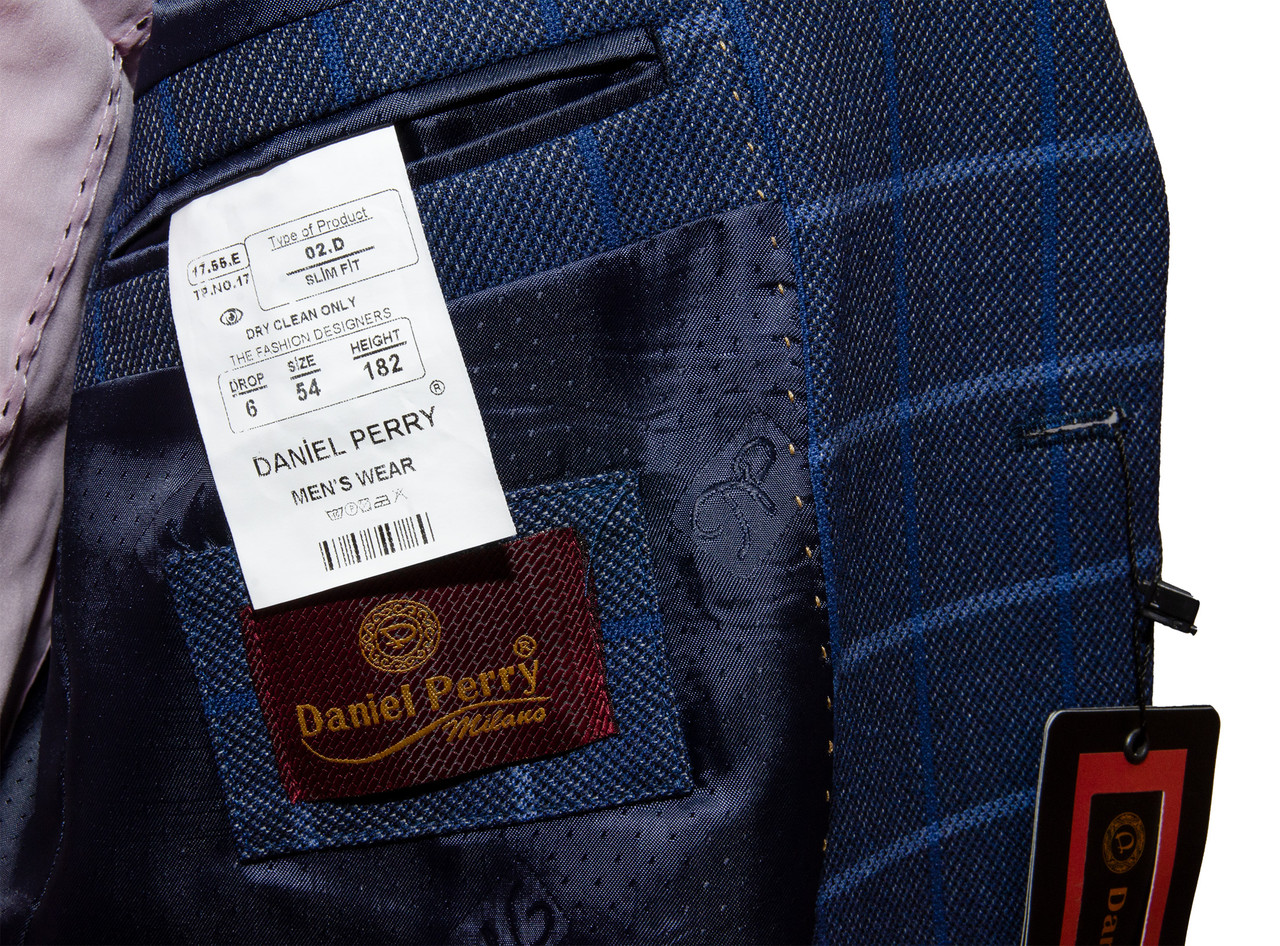 Type of Product
17.55.E
02.D
TP.NO.17
SLIM FIT
DRY CLEAN ONLY
THE FASHION DESIGNERS
DROP SIZE HEIGHT
6 54 182
®
DANİEL PERRY
MEN'S WEAR
Daniel Perry®
Milano
Da